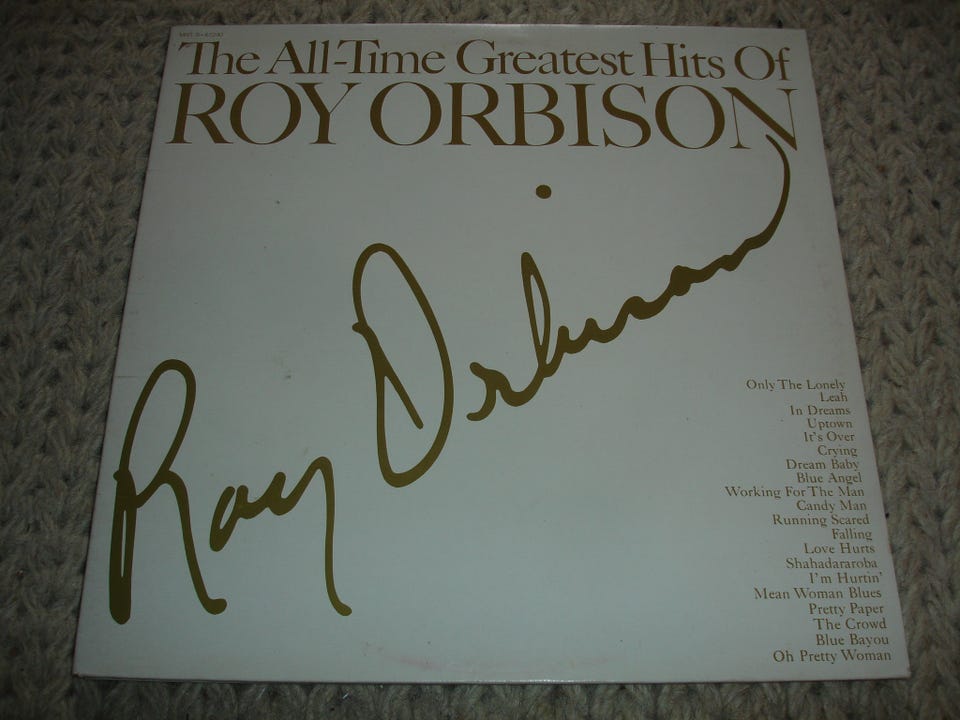 The All-Time Greatest Hits Of
ROY ORBISON
Roy Orbison
Only The Lonely
Leah
In Dreams
Uptown
It's Over
Crying
Dream Baby
Blue Angel
Working For The Man
Candy Man
Running Scared
Falling
Love Hurts
Shahadararoba
I'm Hurtin'
Mean Woman Blues
Pretty Paper
The Crowd
Blue Bayou
Oh Pretty Woman